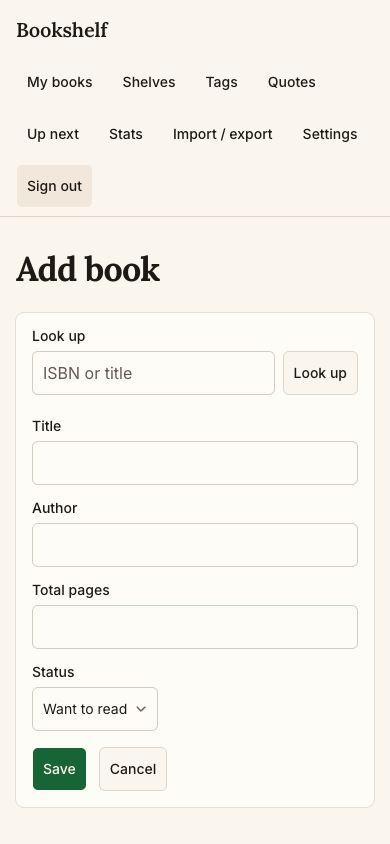 Bookshelf
My books Shelves Tags Quotes
Up next Stats Import / export Settings
Sign out
Add book
Look up
ISBN or title Look up
Title
Author
Total pages
Status
Want to read
Save Cancel